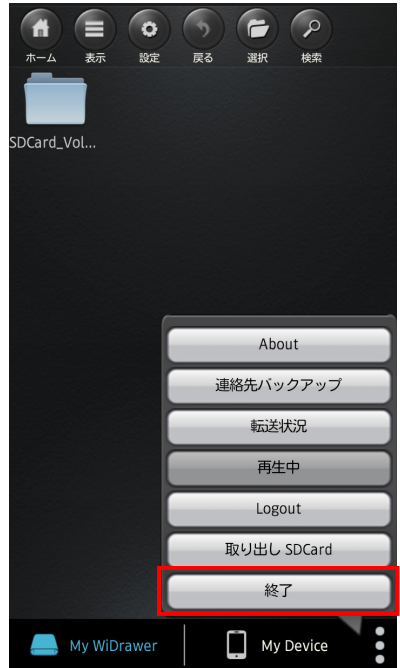 ホーム 表示 設定 戻る 選択 検索
SDCard_Vol...
About
連絡先バックアップ
転送状況
再生中
Logout
取り出し SDCard
終了
My WiDrawer My Device